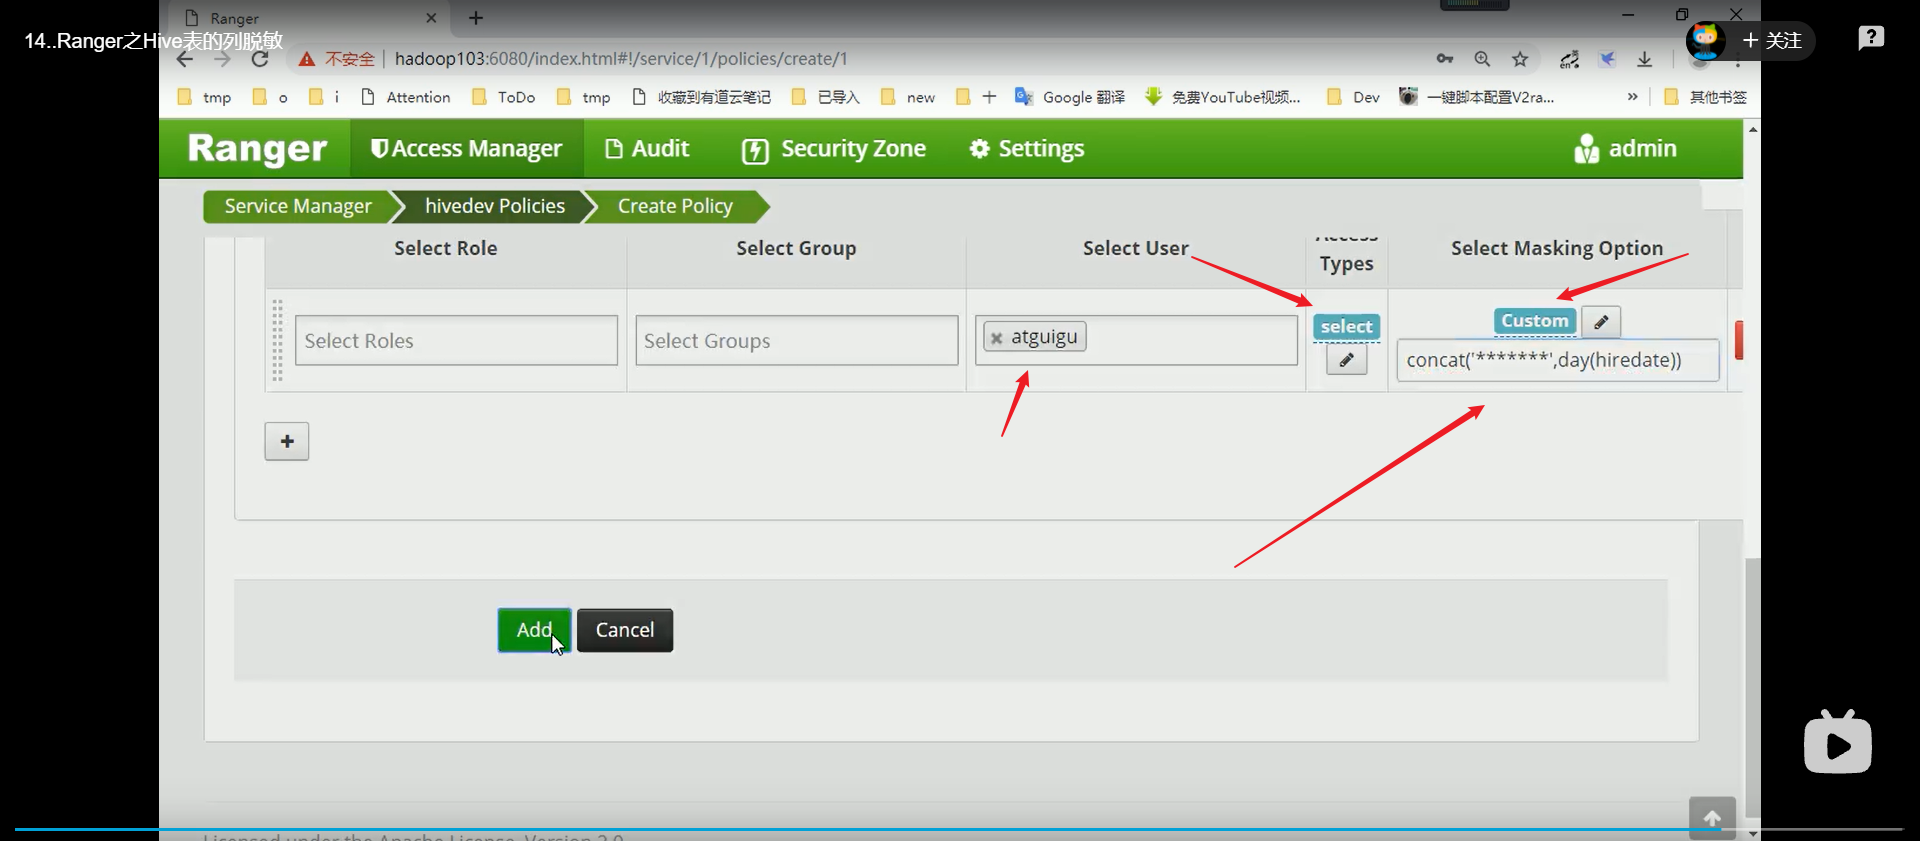 Ranger
14..Ranger之Hive表的列脱敏
关注
不安全 hadoop103:6080/index.html#!/service/1/policies/create/1
tmp o i Attention ToDo tmp 收藏到有道云笔记 已导入 new 十 Google 翻译 免费YouTube视频... Dev 一键脚本配置V2ra... » 其他书签
Ranger Access Manager Audit Security Zone Settings admin
Service Manager hivedev Policies Create Policy
Select Role Select Group Select User Access Types Select Masking Option
Select Roles Select Groups × atguigu select Custom
concat('*******',day(hiredate))
+
Add Cancel
Licensed under the Apache License, Version 2.0